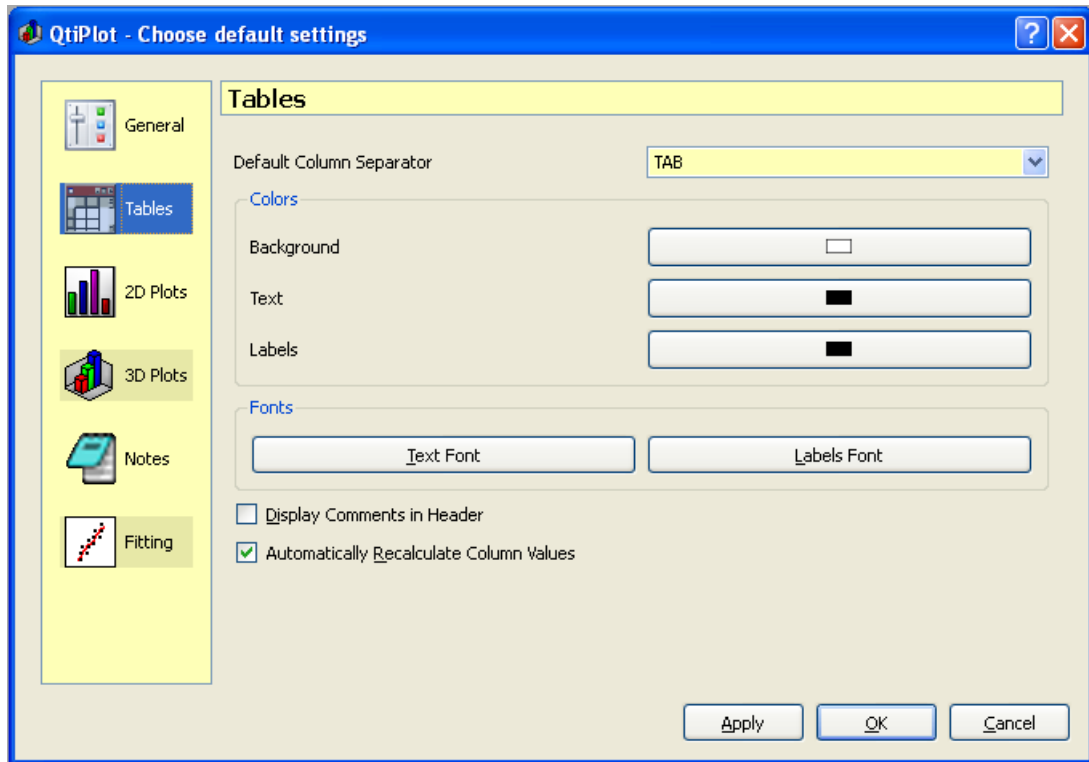 QtiPlot - Choose default settings
General
Tables
2D Plots
3D Plots
Notes
Fitting
Tables
Default Column Separator TAB
Colors
Background
Text
Labels
Fonts
Text Font Labels Font
Display Comments in Header
Automatically Recalculate Column Values
Apply OK Cancel